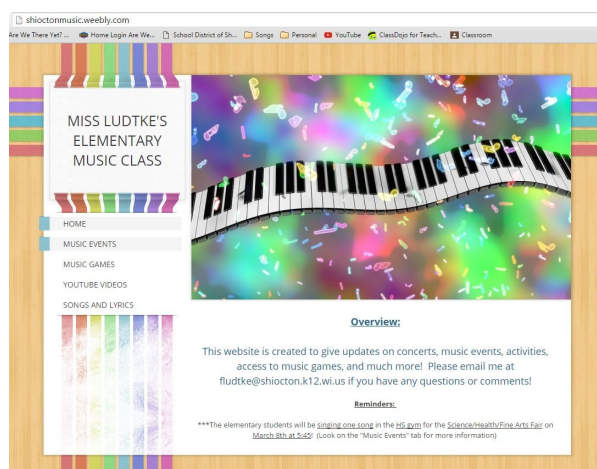 shioctonmusic.weebly.com
Are We There Yet? ... Home Login Are We... School District of Sh... Songs Personal YouTube ClassDojo for Teach... Classroom
MISS LUDTKE'S
ELEMENTARY
MUSIC CLASS
HOME
MUSIC EVENTS
MUSIC GAMES
YOUTUBE VIDEOS
SONGS AND LYRICS
Overview:
This website is created to give updates on concerts, music events, activities,
access to music games, and much more! Please email me at
fludtke@shiocton.k12.wi.us if you have any questions or comments!
Reminders:
***The elementary students will be singing one song in the HS gym for the Science/Health/Fine Arts Fair on
March 8th at 5:45! (Look on the "Music Events" tab for more information)